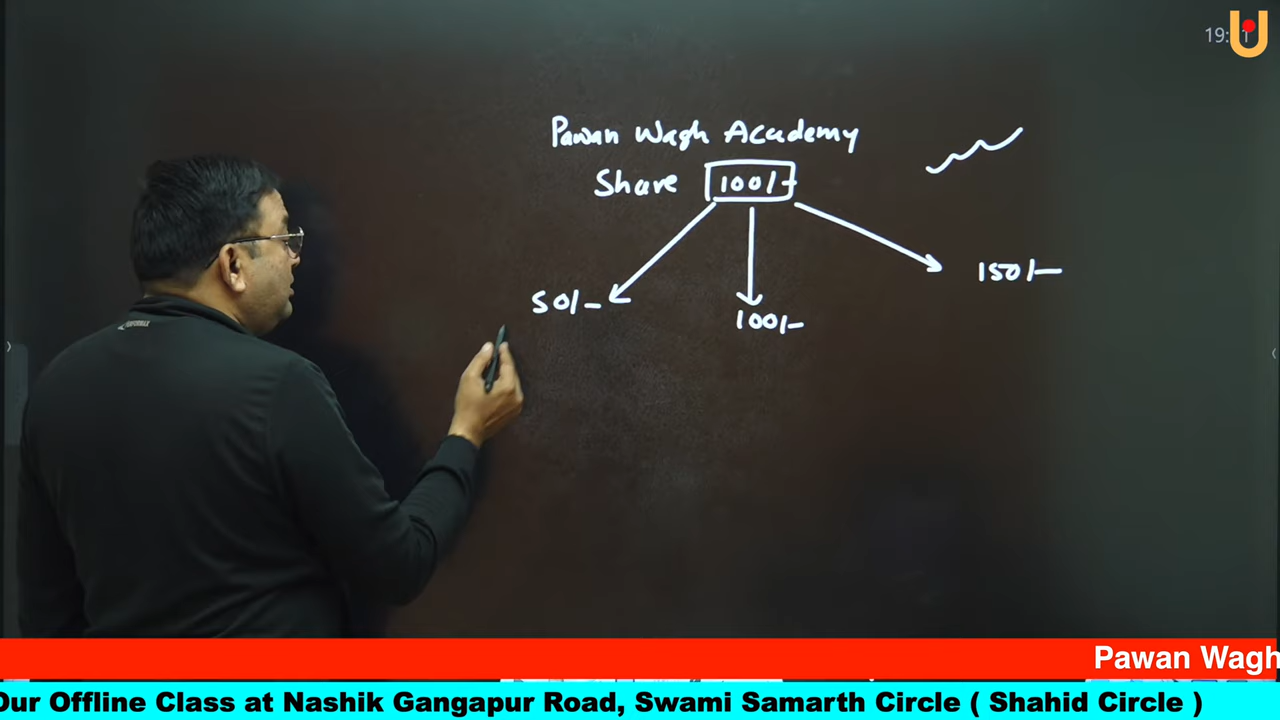 Pawan Wagh Academy
Share 100/-
50/-
100/-
150/-
Pawan Wagh
Our Offline Class at Nashik Gangapur Road, Swami Samarth Circle ( Shahid Circle )